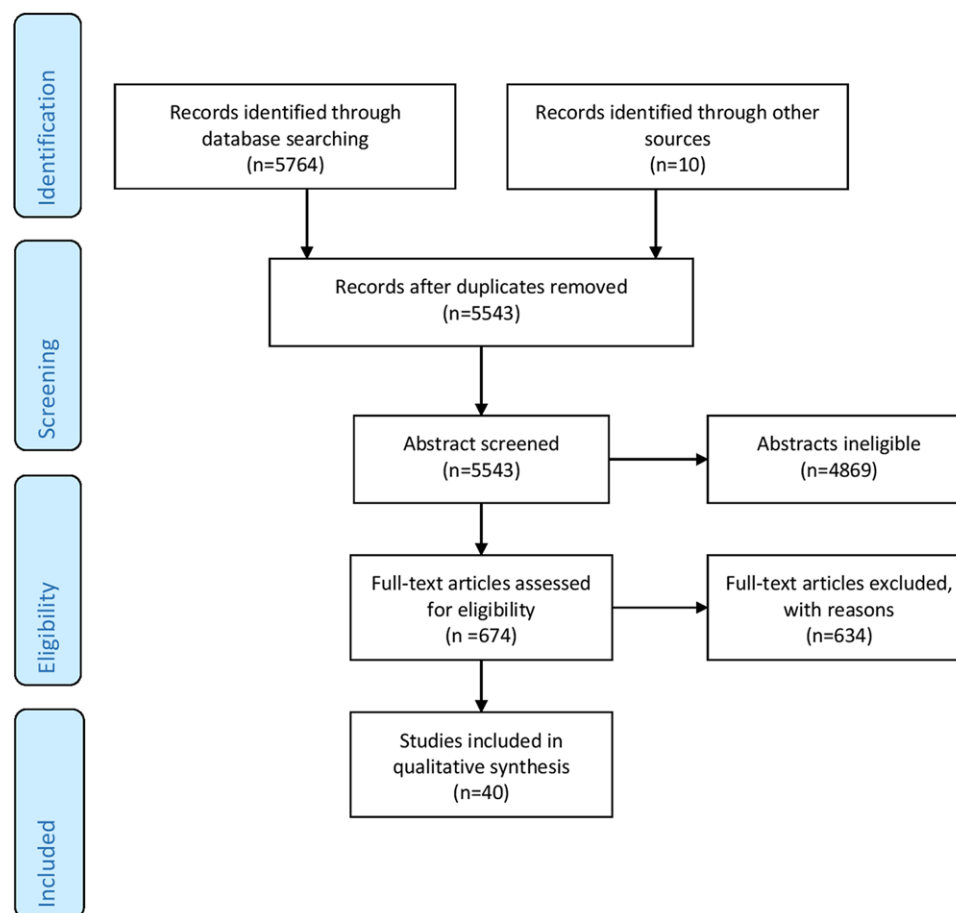 Identification
Records identified through
database searching
(n=5764)
Records identified through other
sources
(n=10)
Screening
Records after duplicates removed
(n=5543)
Abstract screened
(n=5543)
Abstracts ineligible
(n=4869)
Eligibility
Full-text articles assessed
for eligibility
(n =674)
Full-text articles excluded,
with reasons
(n=634)
Included
Studies included in
qualitative synthesis
(n=40)